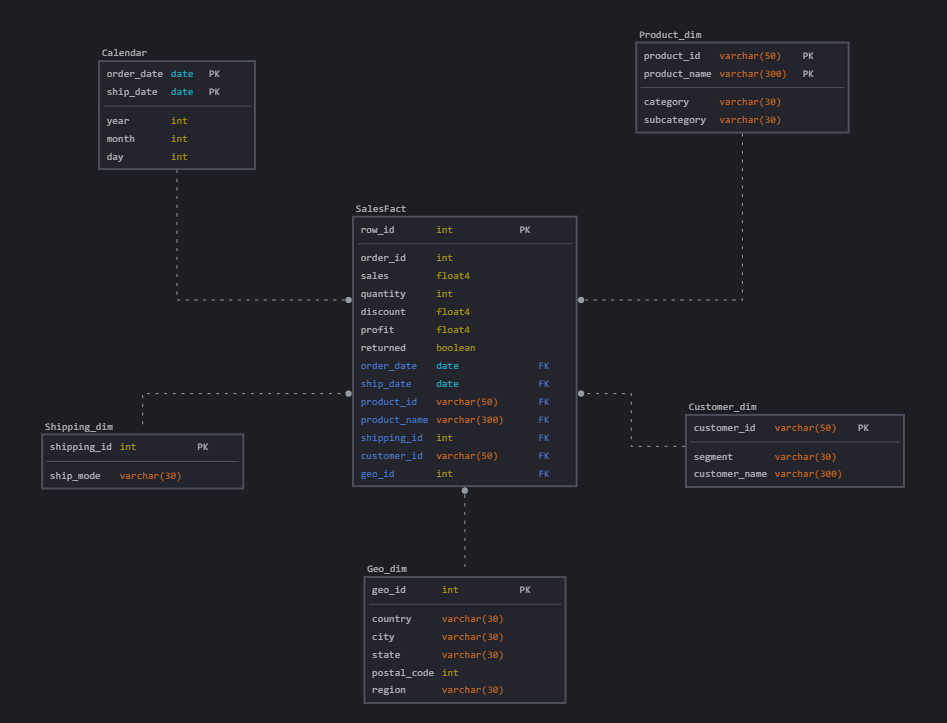 Calendar
order_date date PK
ship_date date PK
year int
month int
day int
Product_dim
product_id varchar(50) PK
product_name varchar(300) PK
category varchar(30)
subcategory varchar(30)
SalesFact
row_id int PK
order_id int
sales float4
quantity int
discount float4
profit float4
returned boolean
order_date date FK
ship_date date FK
product_id varchar(50) FK
product_name varchar(300) FK
shipping_id int FK
customer_id varchar(50) FK
geo_id int FK
Shipping_dim
shipping_id int PK
ship_mode varchar(30)
Customer_dim
customer_id varchar(50) PK
segment varchar(30)
customer_name varchar(300)
Geo_dim
geo_id int PK
country varchar(30)
city varchar(30)
state varchar(30)
postal_code int
region varchar(30)